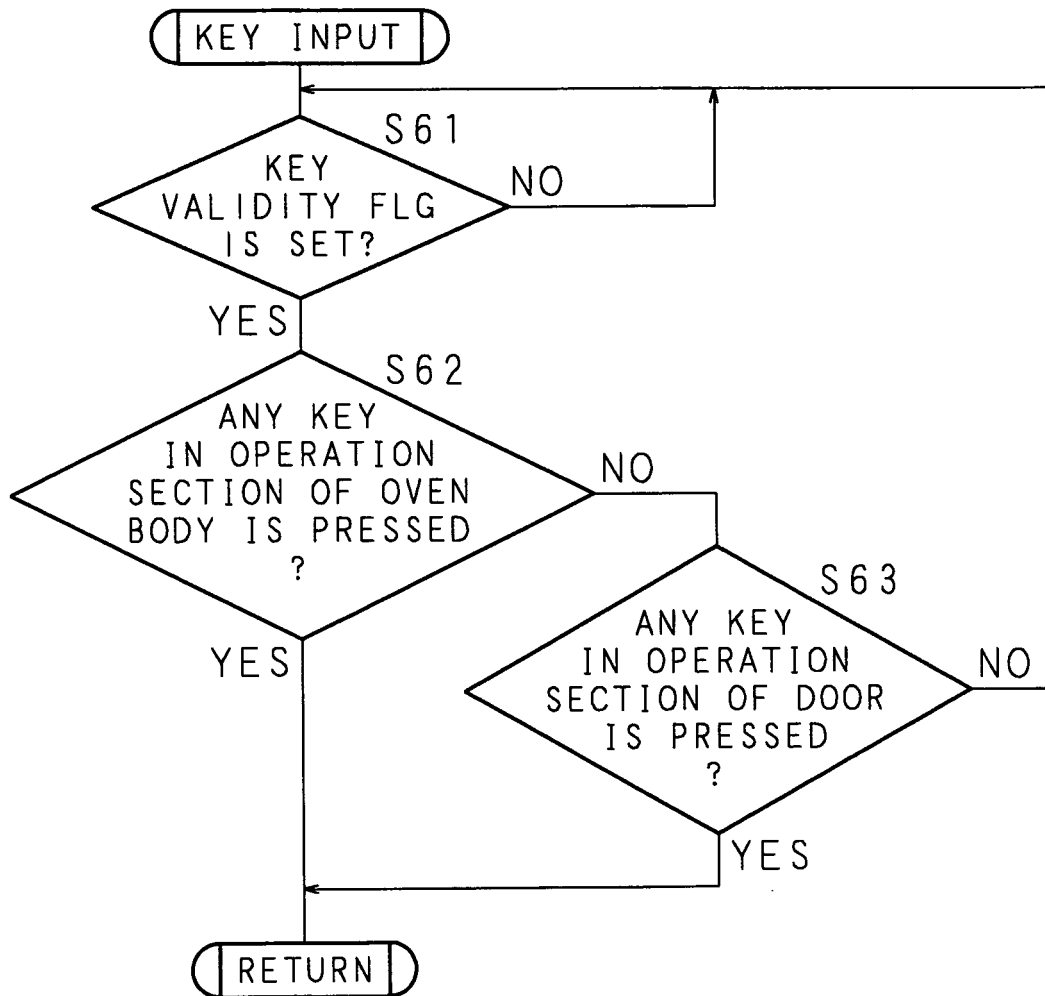 KEY INPUT
S61
KEY
VALIDITY FLG
IS SET?
NO
YES
S62
ANY KEY
IN OPERATION
SECTION OF OVEN
BODY IS PRESSED
?
NO
YES
S63
ANY KEY
IN OPERATION
SECTION OF DOOR
IS PRESSED
?
NO
YES
RETURN